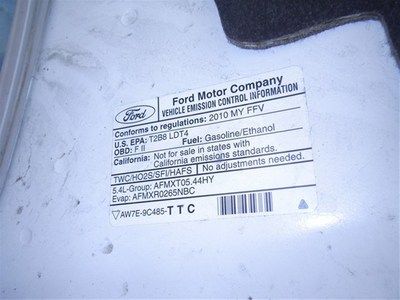 Ford
Ford Motor Company
VEHICLE EMISSION CONTROL INFORMATION
Conforms to regulations: 2010 MY FFV
U.S. EPA: T2B8 LDT4
OBD: F II Fuel: Gasoline/Ethanol
California: Not for sale in states with
California emissions standards.
TWC/HO2S/SFI/HAFS No adjustments needed.
5.4L-Group: AFMXT05.44HY
Evap: AFMXR0265NBC
AW7E-9C485-TTC